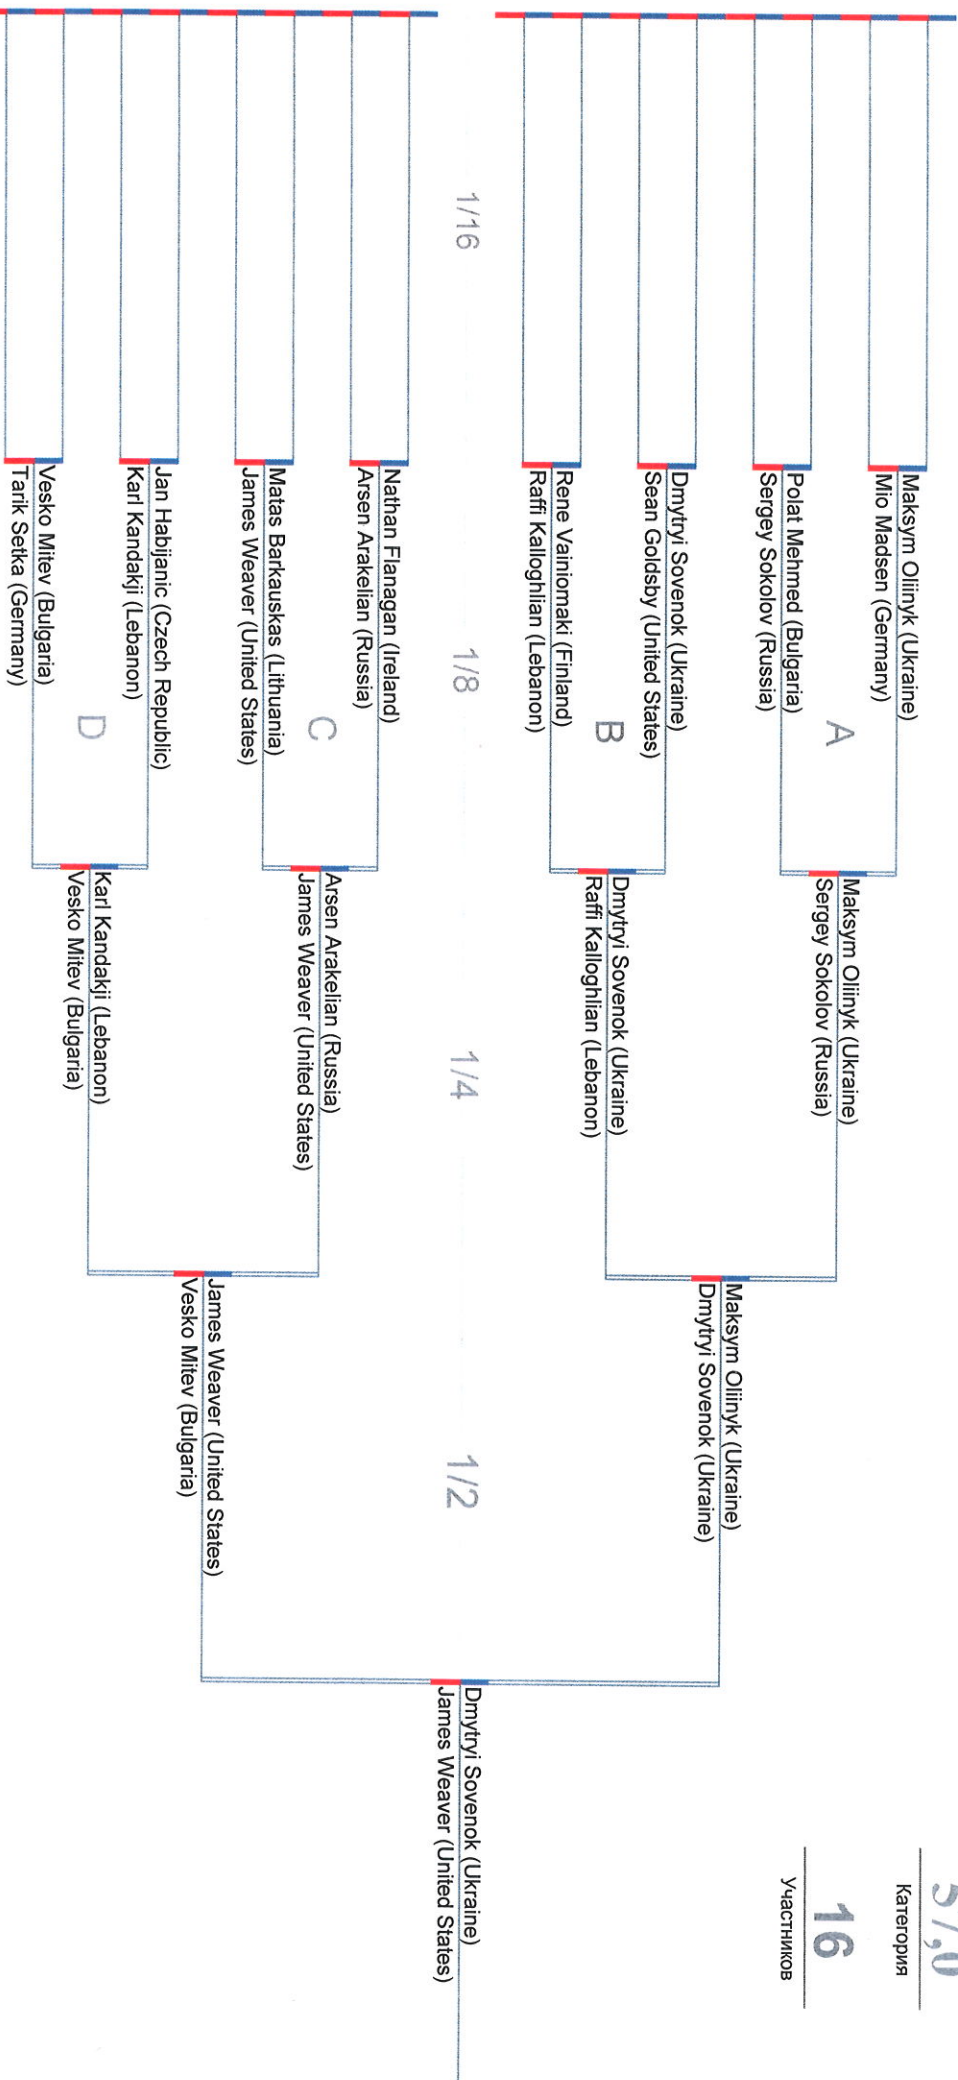 57,0
Категория
16
Участников
1/16
1/8
1/4
1/2
A
B
C
D
Maksym Oliinyk (Ukraine)
Mio Madsen (Germany)
Polat Mehmed (Bulgaria)
Sergey Sokolov (Russia)
Dmytryi Sovenok (Ukraine)
Sean Goldsby (United States)
Rene Vainiomaki (Finland)
Raffi Kalloghlian (Lebanon)
Nathan Flanagan (Ireland)
Arsen Arakelian (Russia)
Matas Barkauskas (Lithuania)
James Weaver (United States)
Jan Habijanic (Czech Republic)
Karl Kandakji (Lebanon)
Vesko Mitev (Bulgaria)
Tarik Setka (Germany)
Maksym Oliinyk (Ukraine)
Sergey Sokolov (Russia)
Dmytryi Sovenok (Ukraine)
Raffi Kalloghlian (Lebanon)
Arsen Arakelian (Russia)
James Weaver (United States)
Karl Kandakji (Lebanon)
Vesko Mitev (Bulgaria)
Maksym Oliinyk (Ukraine)
Dmytryi Sovenok (Ukraine)
James Weaver (United States)
Vesko Mitev (Bulgaria)
Dmytryi Sovenok (Ukraine)
James Weaver (United States)